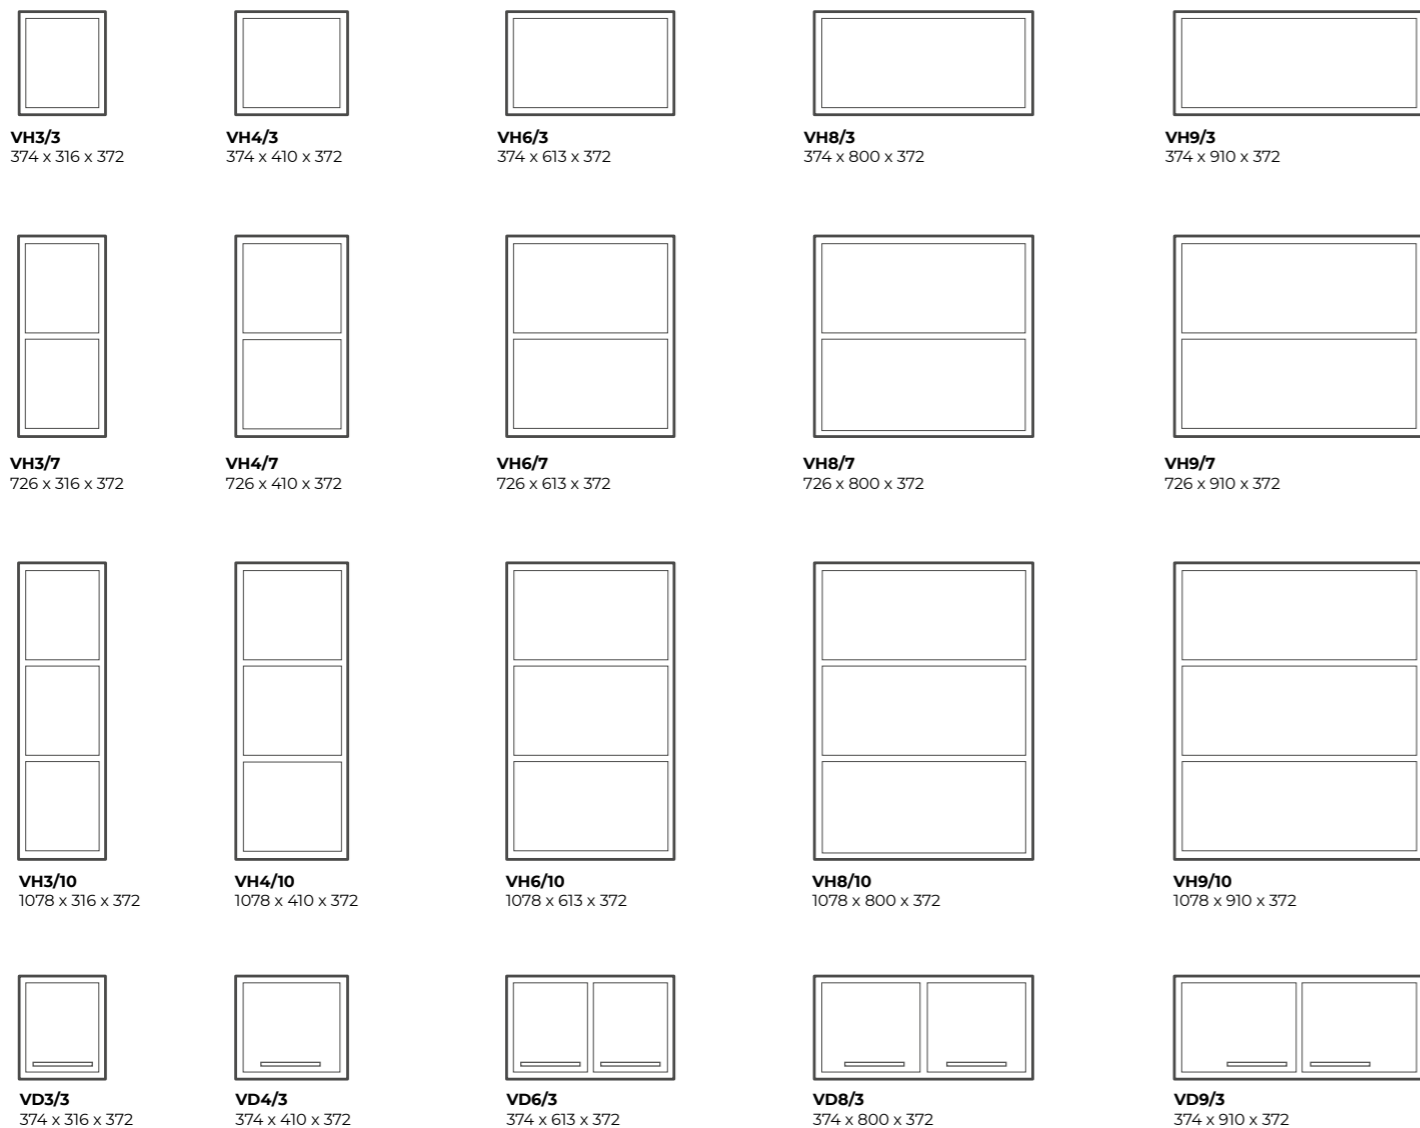 VH3/3
374 x 316 x 372
VH4/3
374 x 410 x 372
VH6/3
374 x 613 x 372
VH8/3
374 x 800 x 372
VH9/3
374 x 910 x 372
VH3/7
726 x 316 x 372
VH4/7
726 x 410 x 372
VH6/7
726 x 613 x 372
VH8/7
726 x 800 x 372
VH9/7
726 x 910 x 372
VH3/10
1078 x 316 x 372
VH4/10
1078 x 410 x 372
VH6/10
1078 x 613 x 372
VH8/10
1078 x 800 x 372
VH9/10
1078 x 910 x 372
VD3/3
374 x 316 x 372
VD4/3
374 x 410 x 372
VD6/3
374 x 613 x 372
VD8/3
374 x 800 x 372
VD9/3
374 x 910 x 372